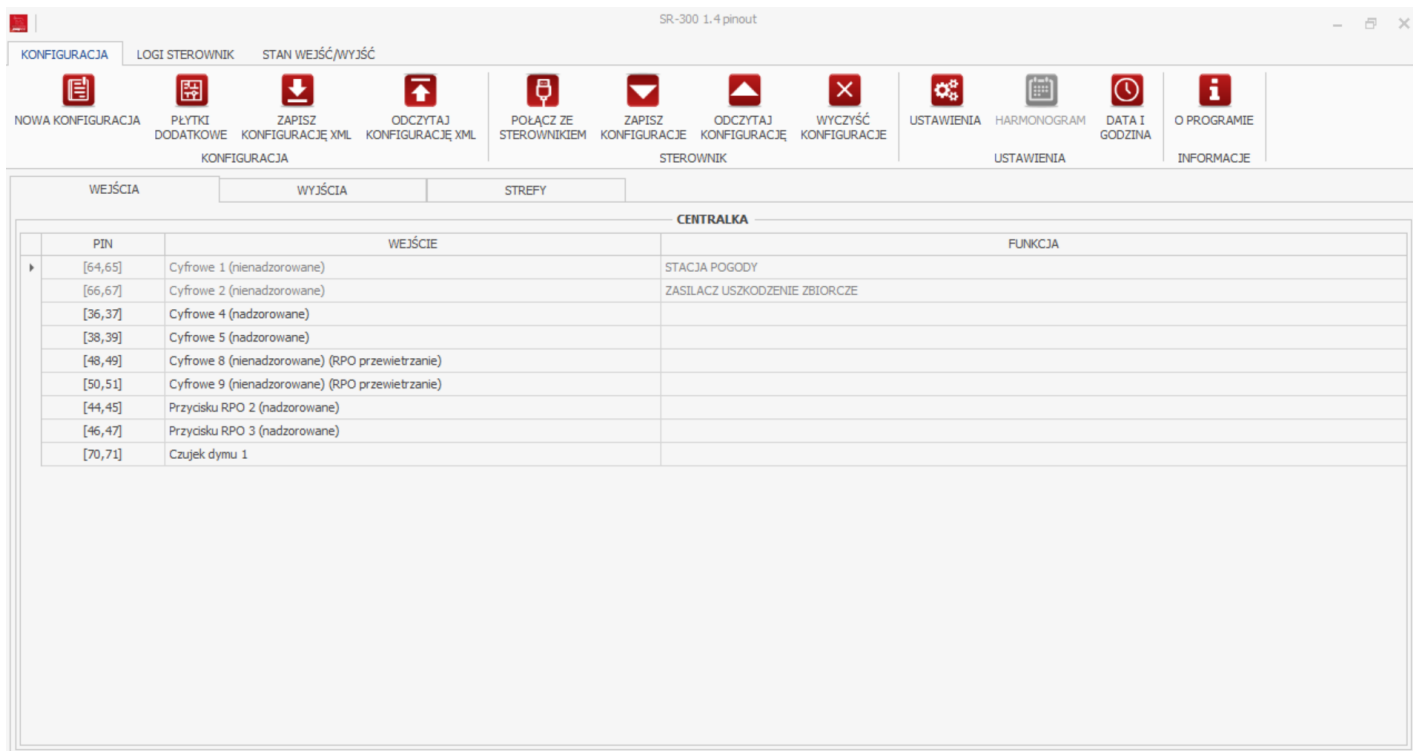 SR-300 1.4 pinout
KONFIGURACJA LOGI STEROWNIK STAN WEJŚĆ/WYJŚĆ
NOWA KONFIGURACJA PŁYTKI ZAPISZ ODCZYTAJ POŁĄCZ ZE ZAPISZ ODCZYTAJ WYCZYŚĆ USTAWIENIA HARMONOGRAM DATA I O PROGRAMIE
DODATKOWE KONFIGURACJĘ XML KONFIGURACJĘ XML STEROWNIKIEM KONFIGURACJE KONFIGURACJĘ KONFIGURACJE GODZINA
KONFIGURACJA STEROWNIK USTAWIENIA INFORMACJE
WEJŚCIA WYJŚCIA STREFY
CENTRALKA
PIN WEJŚCIE FUNKCJA
[64,65] Cyfrowe 1 (nienadzorowane) STACJA POGODY
[66,67] Cyfrowe 2 (nienadzorowane) ZASILACZ USZKODZENIE ZBIORCZE
[36,37] Cyfrowe 4 (nadzorowane)
[38,39] Cyfrowe 5 (nadzorowane)
[48,49] Cyfrowe 8 (nienadzorowane) (RPO przewietrzanie)
[50,51] Cyfrowe 9 (nienadzorowane) (RPO przewietrzanie)
[44,45] Przycisku RPO 2 (nadzorowane)
[46,47] Przycisku RPO 3 (nadzorowane)
[70,71] Czujek dymu 1